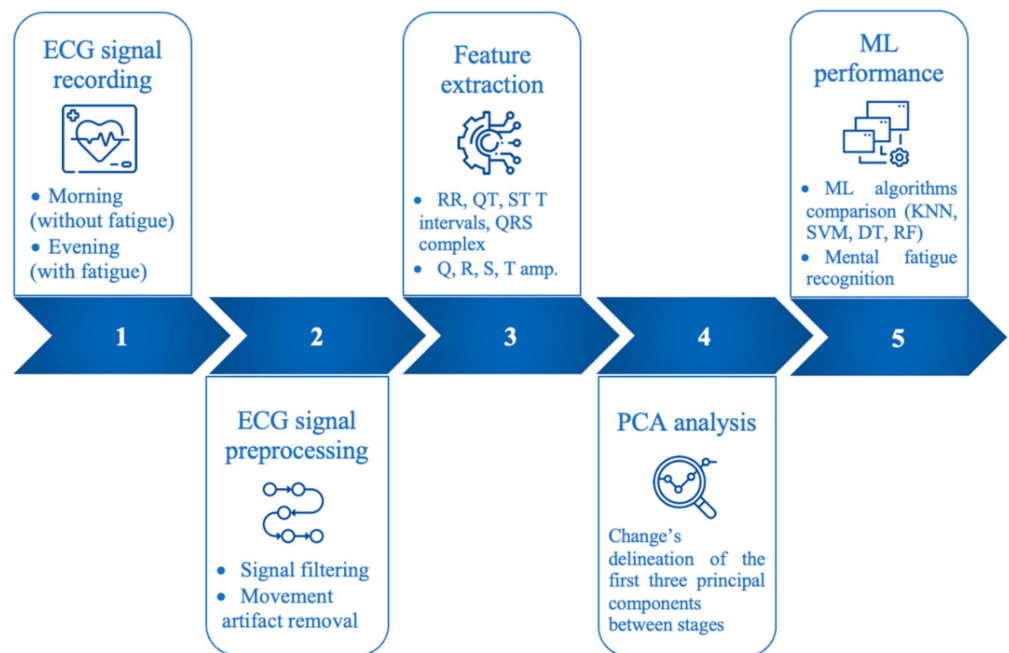 ECG signal
recording
• Morning
(without fatigue)
• Evening
(with fatigue)
1
ECG signal
preprocessing
• Signal filtering
• Movement
artifact removal
2
Feature
extraction
• RR, QT, ST T
intervals, QRS
complex
• Q, R, S, T amp.
3
PCA analysis
Change's
delineation of the
first three principal
components
between stages
4
ML
performance
• ML algorithms
comparison (KNN,
SVM, DT, RF)
• Mental fatigue
recognition
5